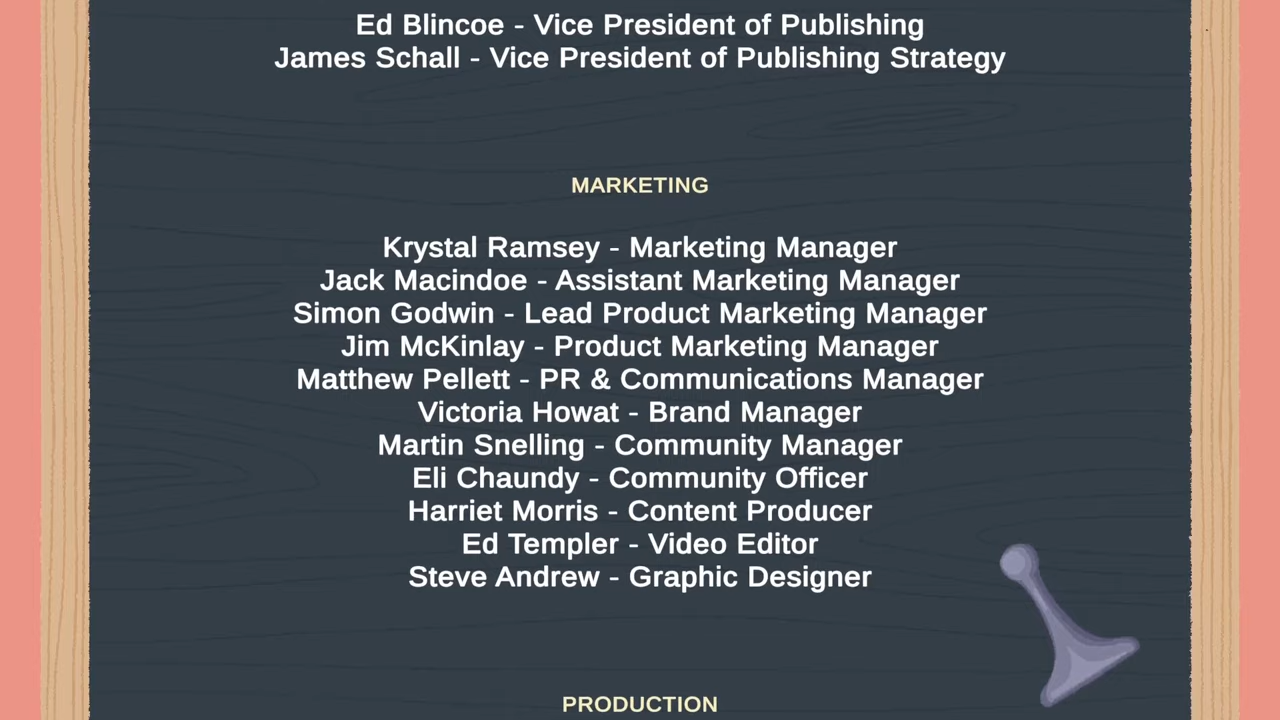 Ed Blincoe - Vice President of Publishing
James Schall - Vice President of Publishing Strategy
MARKETING
Krystal Ramsey - Marketing Manager
Jack Macindoe - Assistant Marketing Manager
Simon Godwin - Lead Product Marketing Manager
Jim McKinlay - Product Marketing Manager
Matthew Pellett - PR & Communications Manager
Victoria Howat - Brand Manager
Martin Snelling - Community Manager
Eli Chaundy - Community Officer
Harriet Morris - Content Producer
Ed Templer - Video Editor
Steve Andrew - Graphic Designer
PRODUCTION